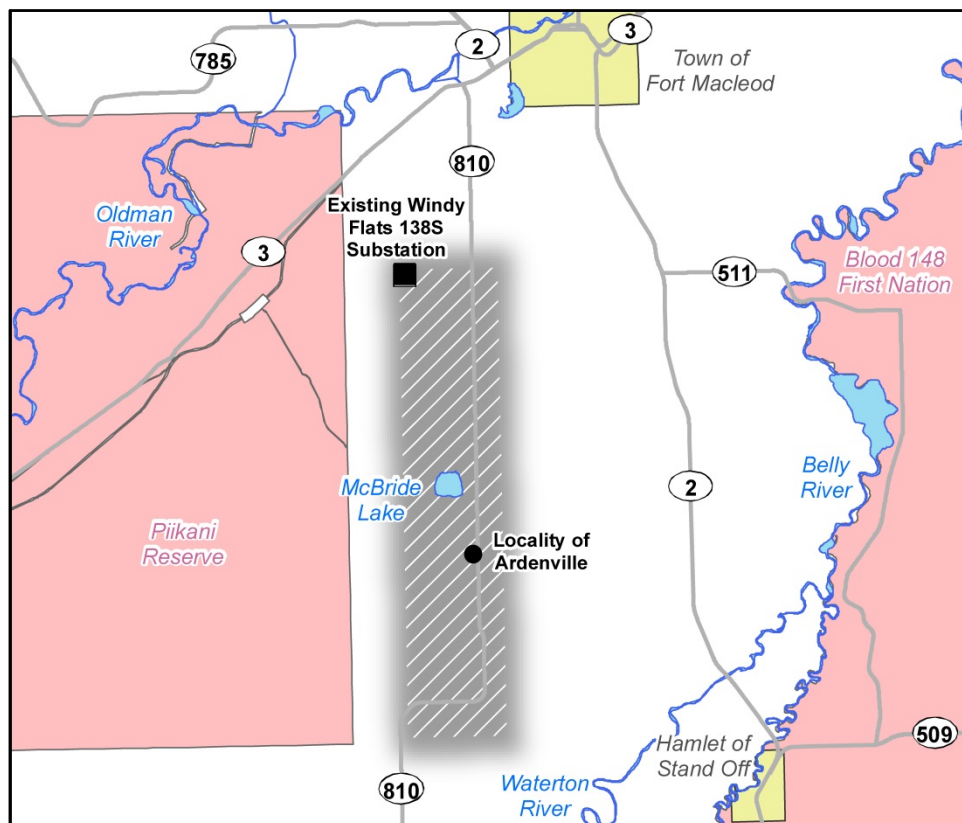 2
3
785
Town of
Fort Macleod
810
Existing Windy
Flats 138S
Substation
Oldman
River
3
511
Blood 148
First Nation
McBride
Lake
2
Belly
River
Piikani
Reserve
Locality of
Ardenville
Hamlet of
Stand Off
509
Waterton
River
810